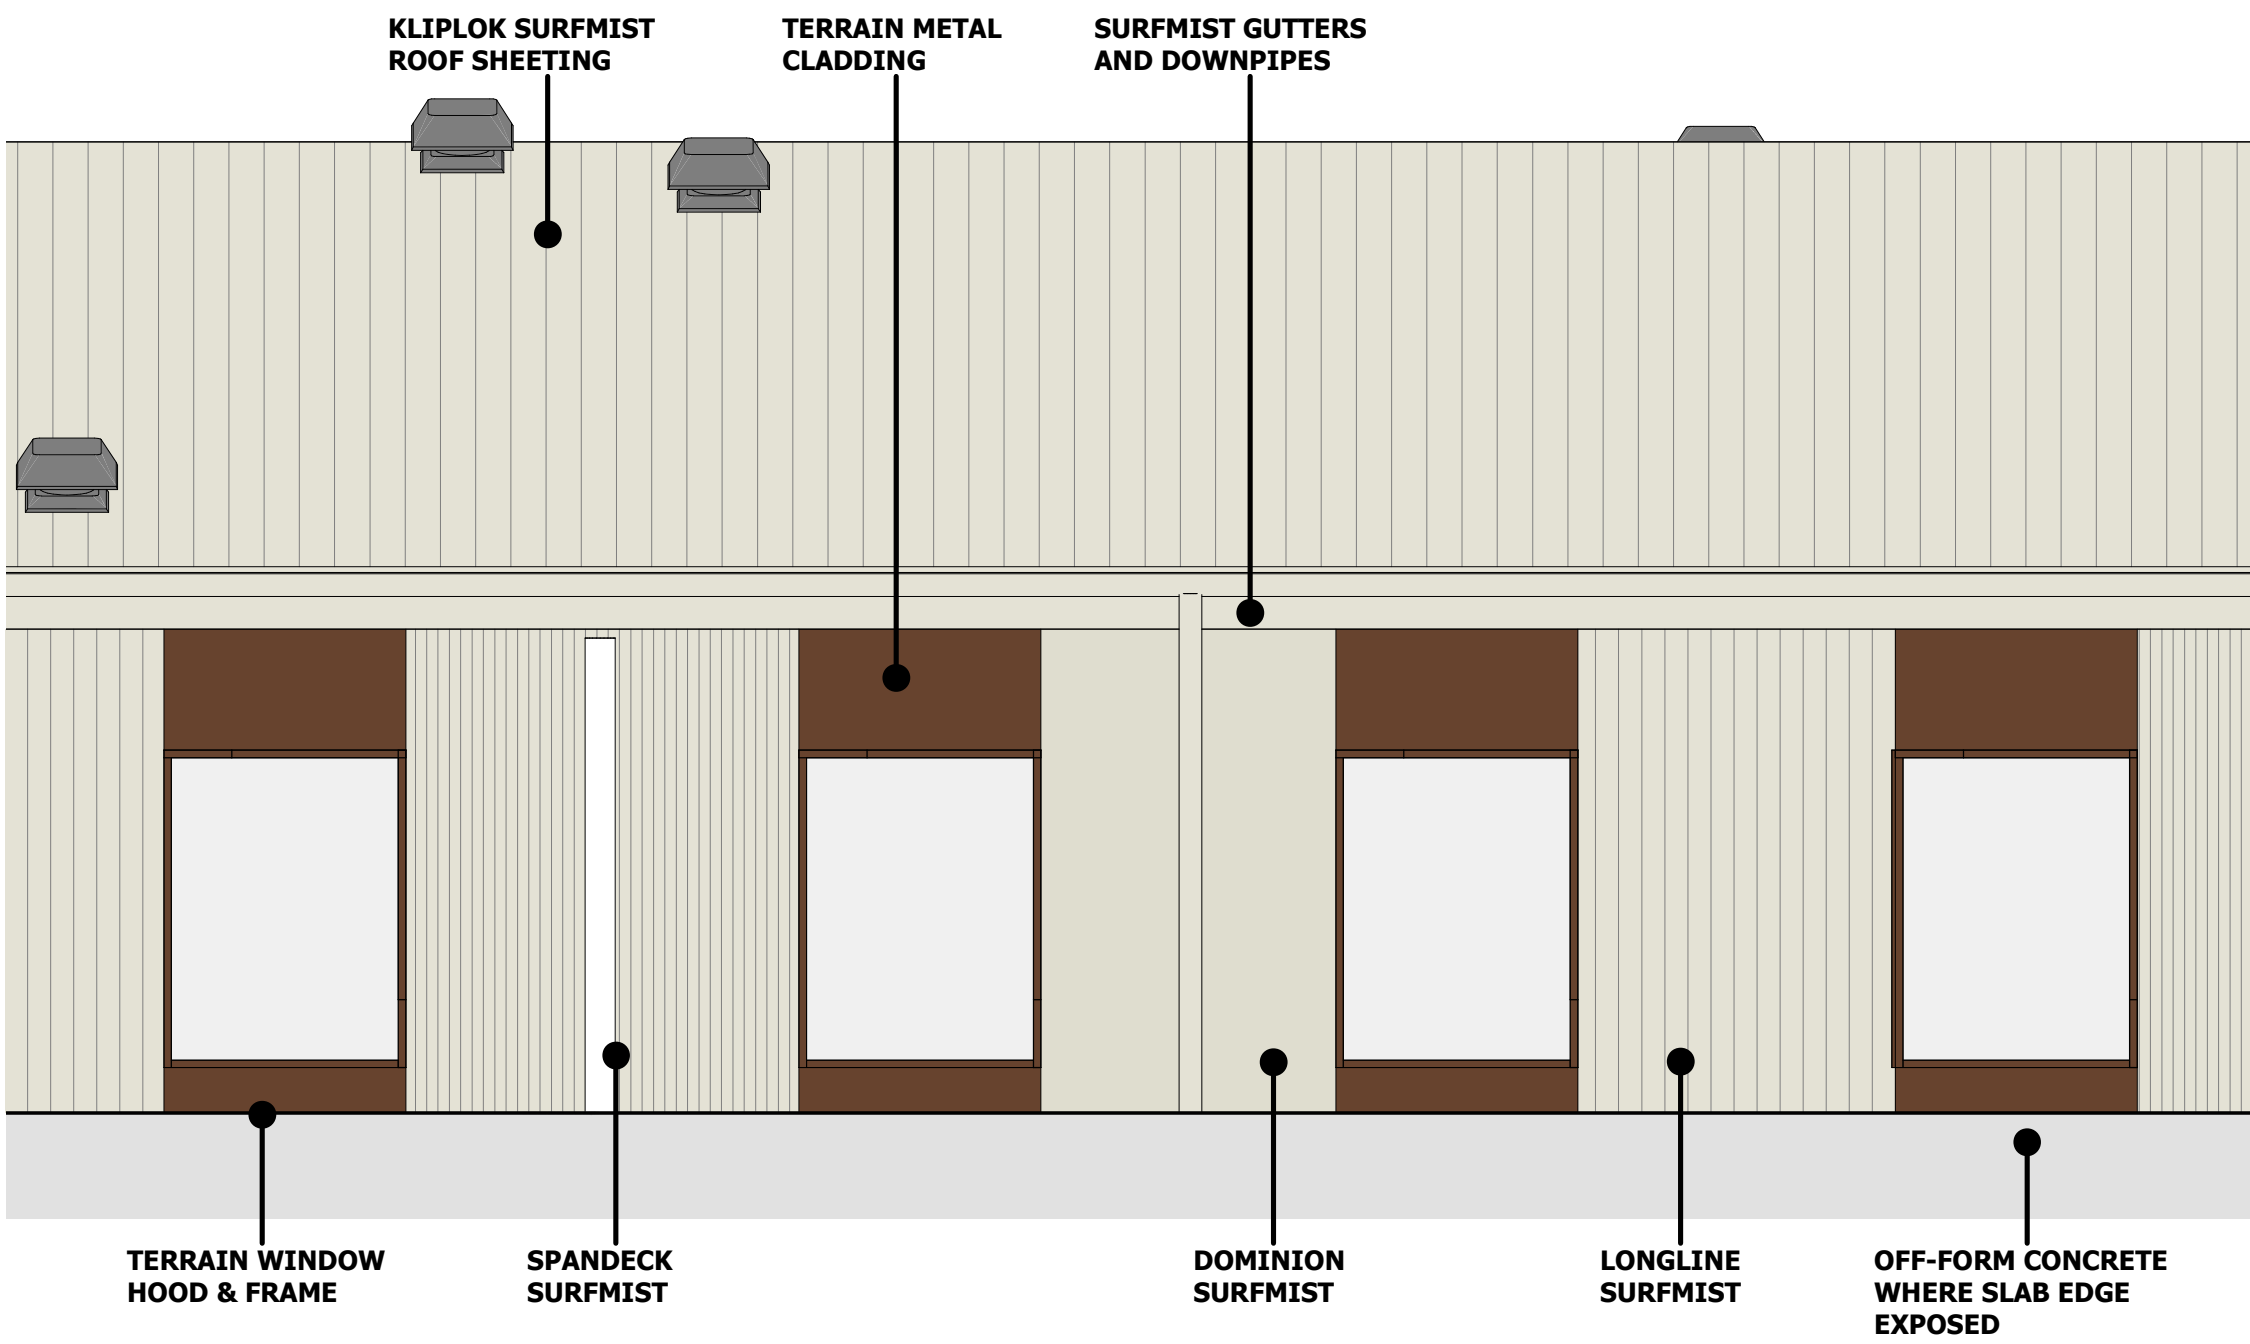 KLIPLOK SURFMIST
ROOF SHEETING
TERRAIN METAL
CLADDING
SURFMIST GUTTERS
AND DOWNPIPES
TERRAIN WINDOW
HOOD & FRAME
SPANDECK
SURFMIST
DOMINION
SURFMIST
LONGLINE
SURFMIST
OFF-FORM CONCRETE
WHERE SLAB EDGE
EXPOSED